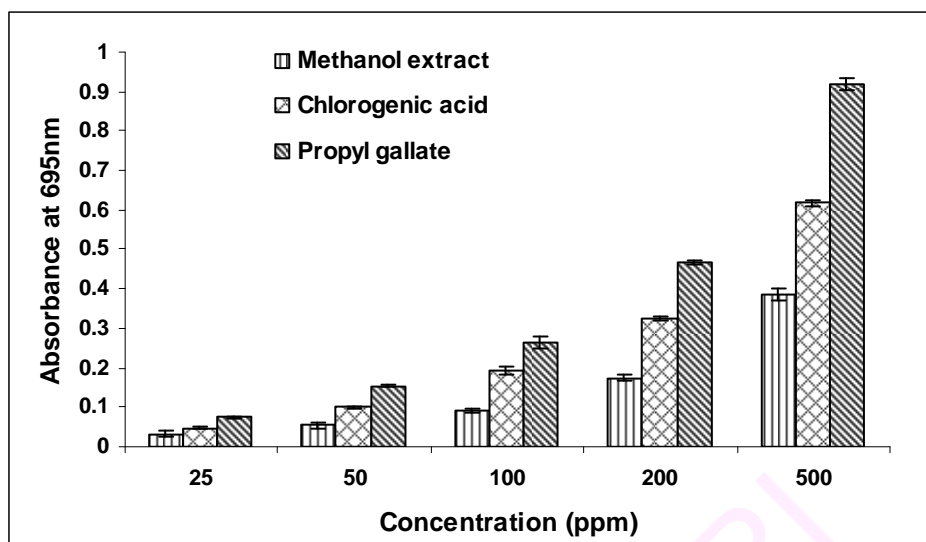 Methanol extract
Chlorogenic acid
Propyl gallate
1
0.9
0.8
0.7
0.6
0.5
0.4
0.3
0.2
0.1
0
Absorbance at 695nm
25 50 100 200 500
Concentration (ppm)